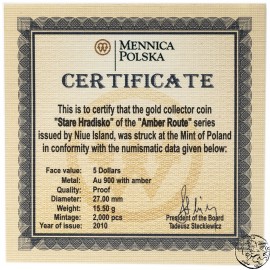 MENNICA
POLSKA
CERTIFICATE
This is to certify that the gold collector coin
"Stare Hradisko" of the "Amber Route" series
issued by Niue Island, was struck at the Mint of Poland
in conformity with the numismatic data given below:
Face value: 5 Dollars
Metal: Au 900 with amber
Quality: Proof
Diameter: 27.00 mm
Weight: 15.50 g
Mintage: 2,000 pcs
Year of issue: 2010
President of the Board
Tadeusz Steckiewicz